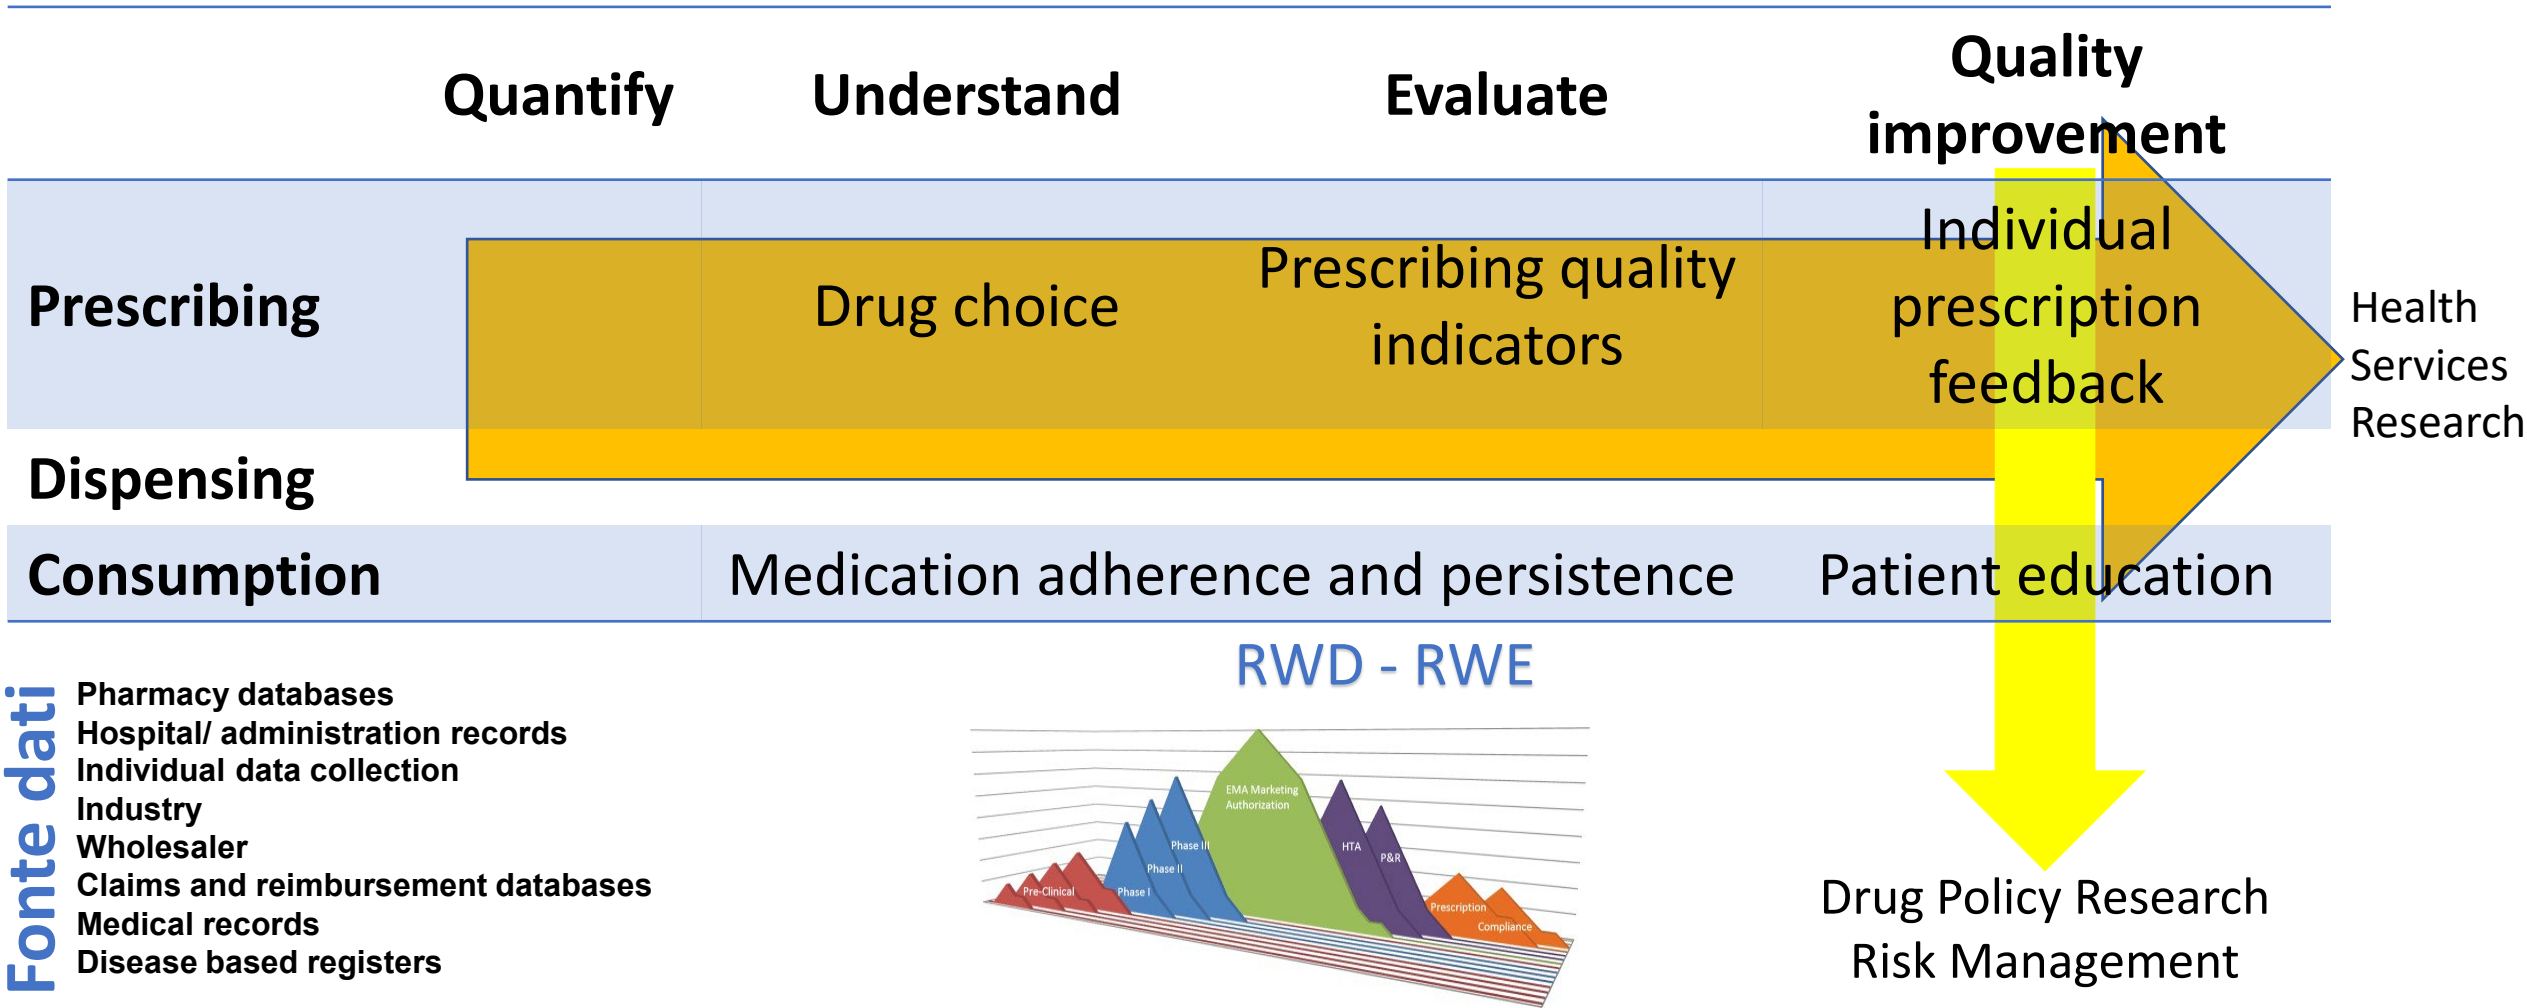 Quantify
Understand
Evaluate
Quality
improvement
Prescribing
Drug choice
Prescribing quality
indicators
Individual
prescription
feedback
Health
Services
Research
Dispensing
Consumption
Medication adherence and persistence
Patient education
RWD - RWE
Fonte dati
Pharmacy databases
Hospital/ administration records
Individual data collection
Industry
Wholesaler
Claims and reimbursement databases
Medical records
Disease based registers
Pre-Clinical
Phase I
Phase II
Phase III
EMA Marketing
Authorization
HTA
P&R
Prescription
Compliance
Drug Policy Research
Risk Management